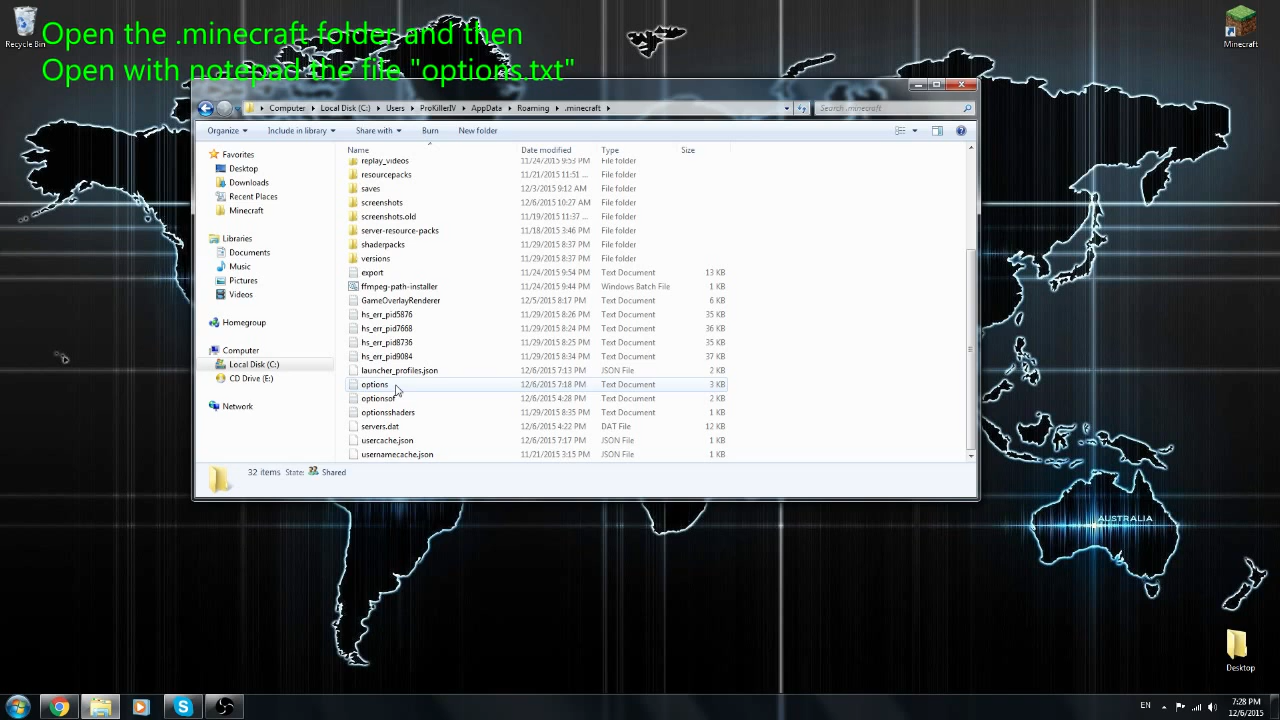 Open the .minecraft folder and then
Open with notepad the file "options.txt"
Recycle Bin
Minecraft
Computer Local Disk (C:) Users ProKillerIV AppData Roaming .minecraft
Search .minecraft
Organize Include in library Share with Burn New folder
Name Date modified Type Size
Favorites
Desktop
Downloads
Recent Places
Minecraft
Libraries
Documents
Music
Pictures
Videos
Homegroup
Computer
Local Disk (C:)
CD Drive (E:)
Network
replay_videos 11/24/2015 9:53 PM File folder
resourcepacks 11/21/2015 11:51 ... File folder
saves 12/3/2015 9:12 AM File folder
screenshots 12/6/2015 10:27 AM File folder
screenshots.old 11/19/2015 11:37 ... File folder
server-resource-packs 11/18/2015 3:46 PM File folder
shaderpacks 11/29/2015 8:37 PM File folder
versions 11/29/2015 8:37 PM File folder
export 11/24/2015 9:54 PM Text Document 13 KB
ffmpeg-path-installer 11/24/2015 9:44 PM Windows Batch File 1 KB
GameOverlayRenderer 12/5/2015 8:17 PM Text Document 6 KB
hs_err_pid5876 11/29/2015 8:26 PM Text Document 35 KB
hs_err_pid7668 11/29/2015 8:24 PM Text Document 36 KB
hs_err_pid8736 11/29/2015 8:25 PM Text Document 35 KB
hs_err_pid9084 11/29/2015 8:34 PM Text Document 37 KB
launcher_profiles.json 12/6/2015 7:13 PM JSON File 2 KB
options 12/6/2015 7:18 PM Text Document 3 KB
optionsof 12/6/2015 4:28 PM Text Document 2 KB
optionsshaders 11/29/2015 8:35 PM Text Document 1 KB
servers.dat 12/6/2015 4:22 PM DAT File 12 KB
usercache.json 12/6/2015 7:17 PM JSON File 1 KB
usernamecache.json 11/21/2015 3:15 PM JSON File 1 KB
32 items State: Shared
AUSTRALIA
Desktop
EN
7:28 PM
12/6/2015